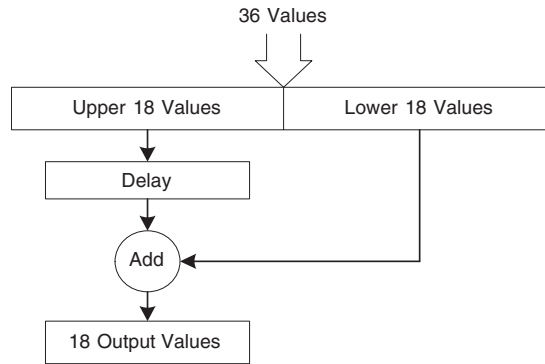 36 Values
Upper 18 Values
Lower 18 Values
Delay
Add
18 Output Values